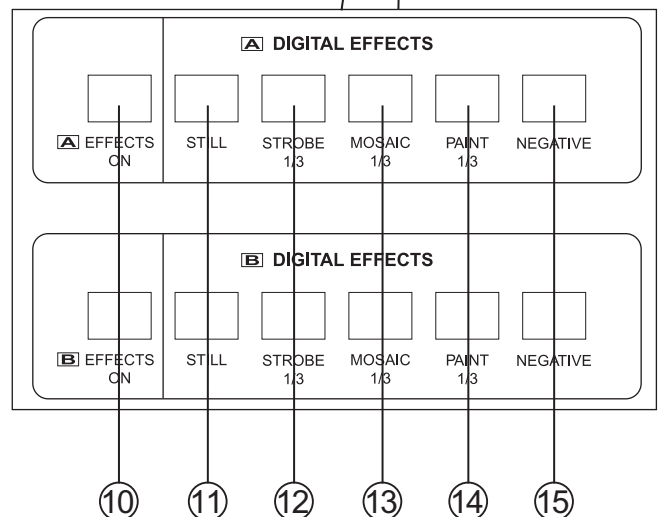 A DIGITAL EFFECTS
A EFFECTS ON
STILL
STROBE 1/3
MOSAIC 1/3
PAINT 1/3
NEGATIVE
B DIGITAL EFFECTS
B EFFECTS ON
STILL
STROBE 1/3
MOSAIC 1/3
PAINT 1/3
NEGATIVE
10 11 12 13 14 15